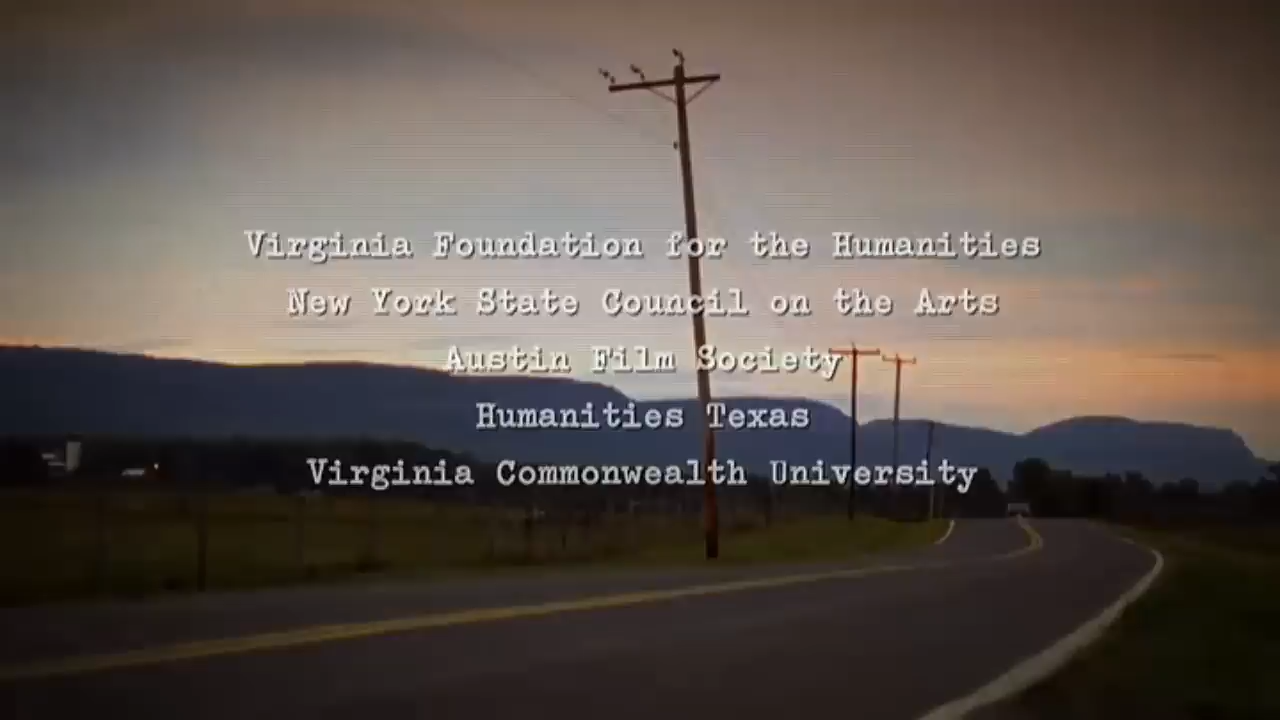 Virginia Foundation for the Humanities
New York State Council on the Arts
Austin Film Society
Humanities Texas
Virginia Commonwealth University